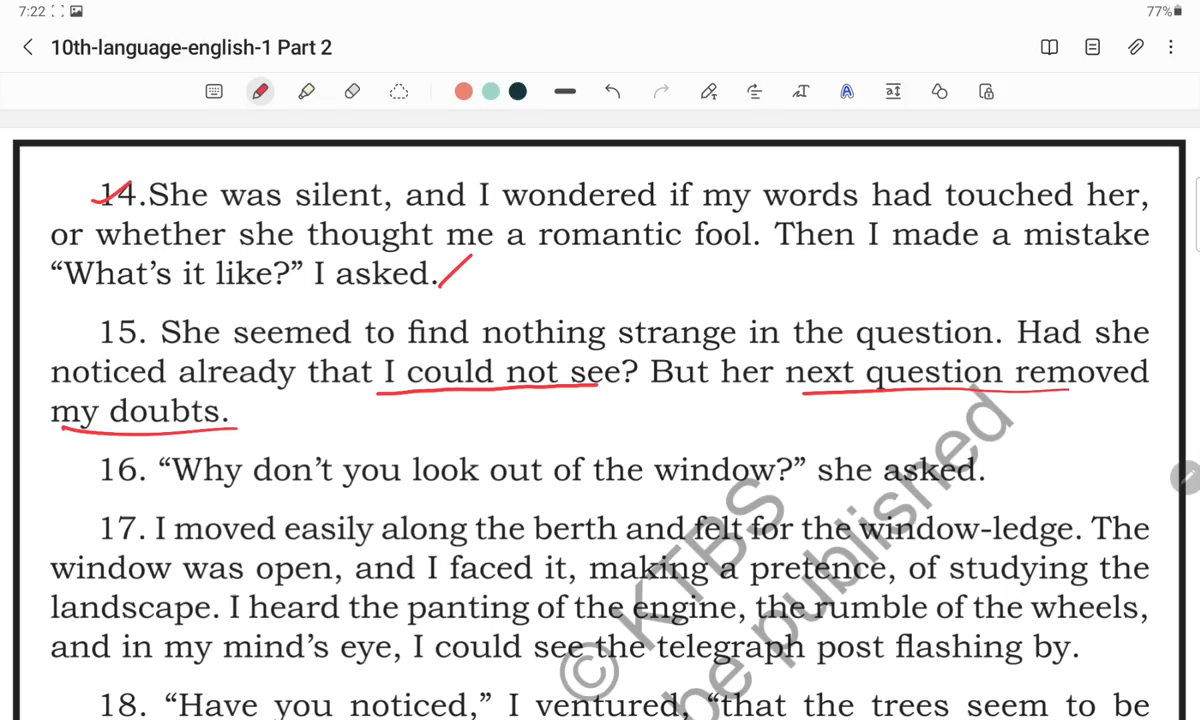 7:22
77%
10th-language-english-1 Part 2
14.She was silent, and I wondered if my words had touched her,
or whether she thought me a romantic fool. Then I made a mistake
“What’s it like?” I asked.
15. She seemed to find nothing strange in the question. Had she
noticed already that I could not see? But her next question removed
my doubts.
16. “Why don’t you look out of the window?” she asked.
17. I moved easily along the berth and felt for the window-ledge. The
window was open, and I faced it, making a pretence, of studying the
landscape. I heard the panting of the engine, the rumble of the wheels,
and in my mind’s eye, I could see the telegraph post flashing by.
18. “Have you noticed,” I ventured, “that the trees seem to be
© KTBS
be published